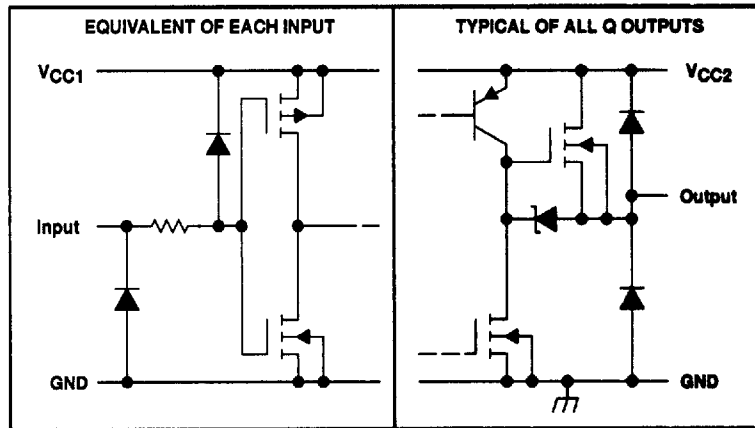 EQUIVALENT OF EACH INPUT
VCC1
Input
GND
TYPICAL OF ALL Q OUTPUTS
VCC2
Output
GND